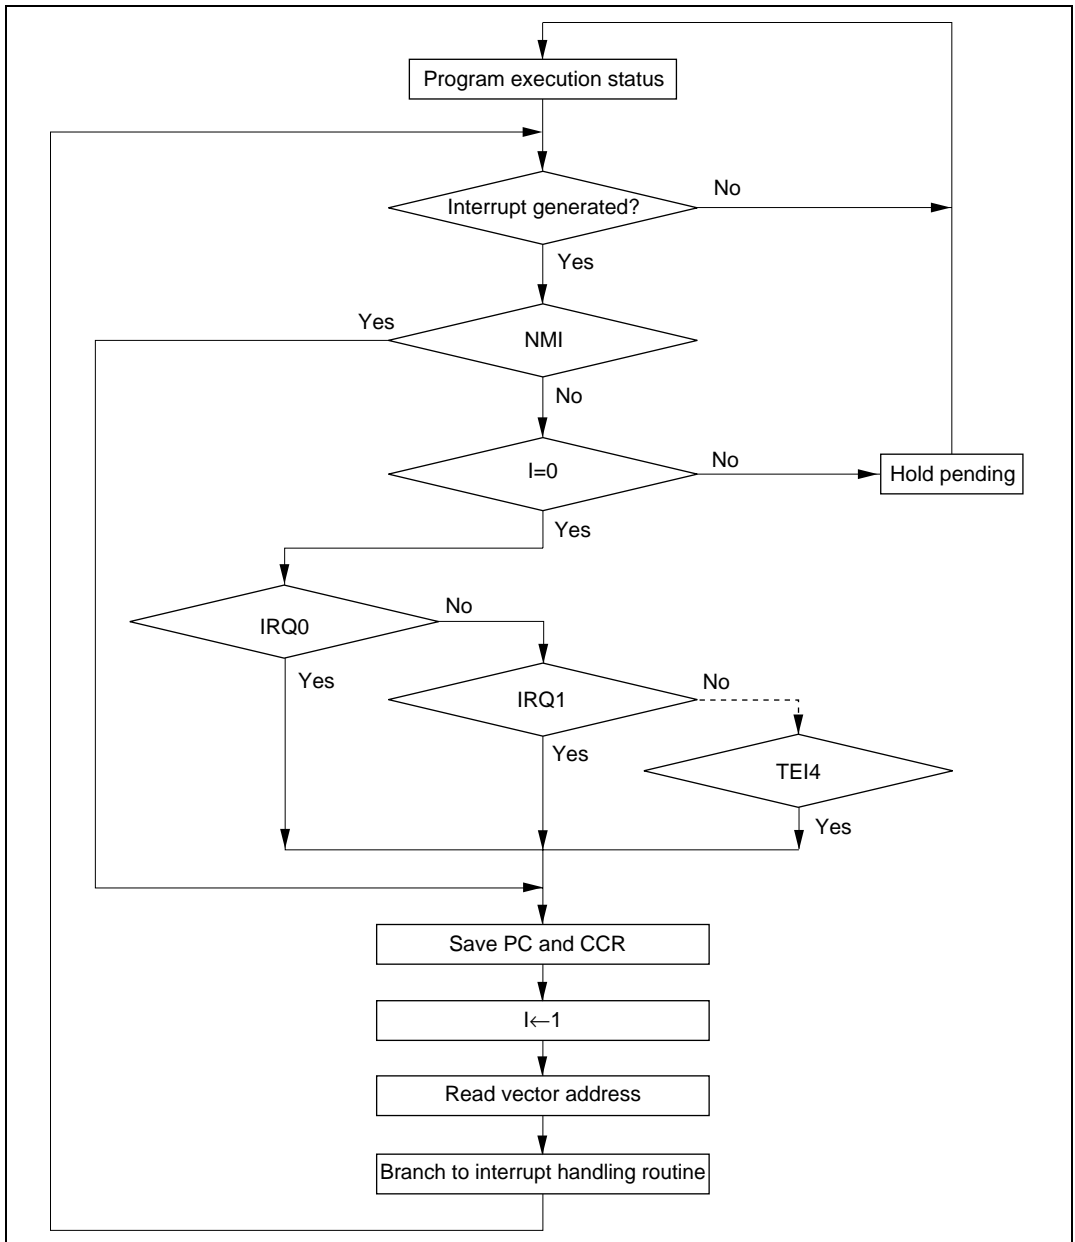 Program execution status
Interrupt generated?
No
Yes
Yes
NMI
No
I=0
No
Hold pending
Yes
IRQ0
No
Yes
IRQ1
No
Yes
TEI4
Yes
Save PC and CCR
I←1
Read vector address
Branch to interrupt handling routine